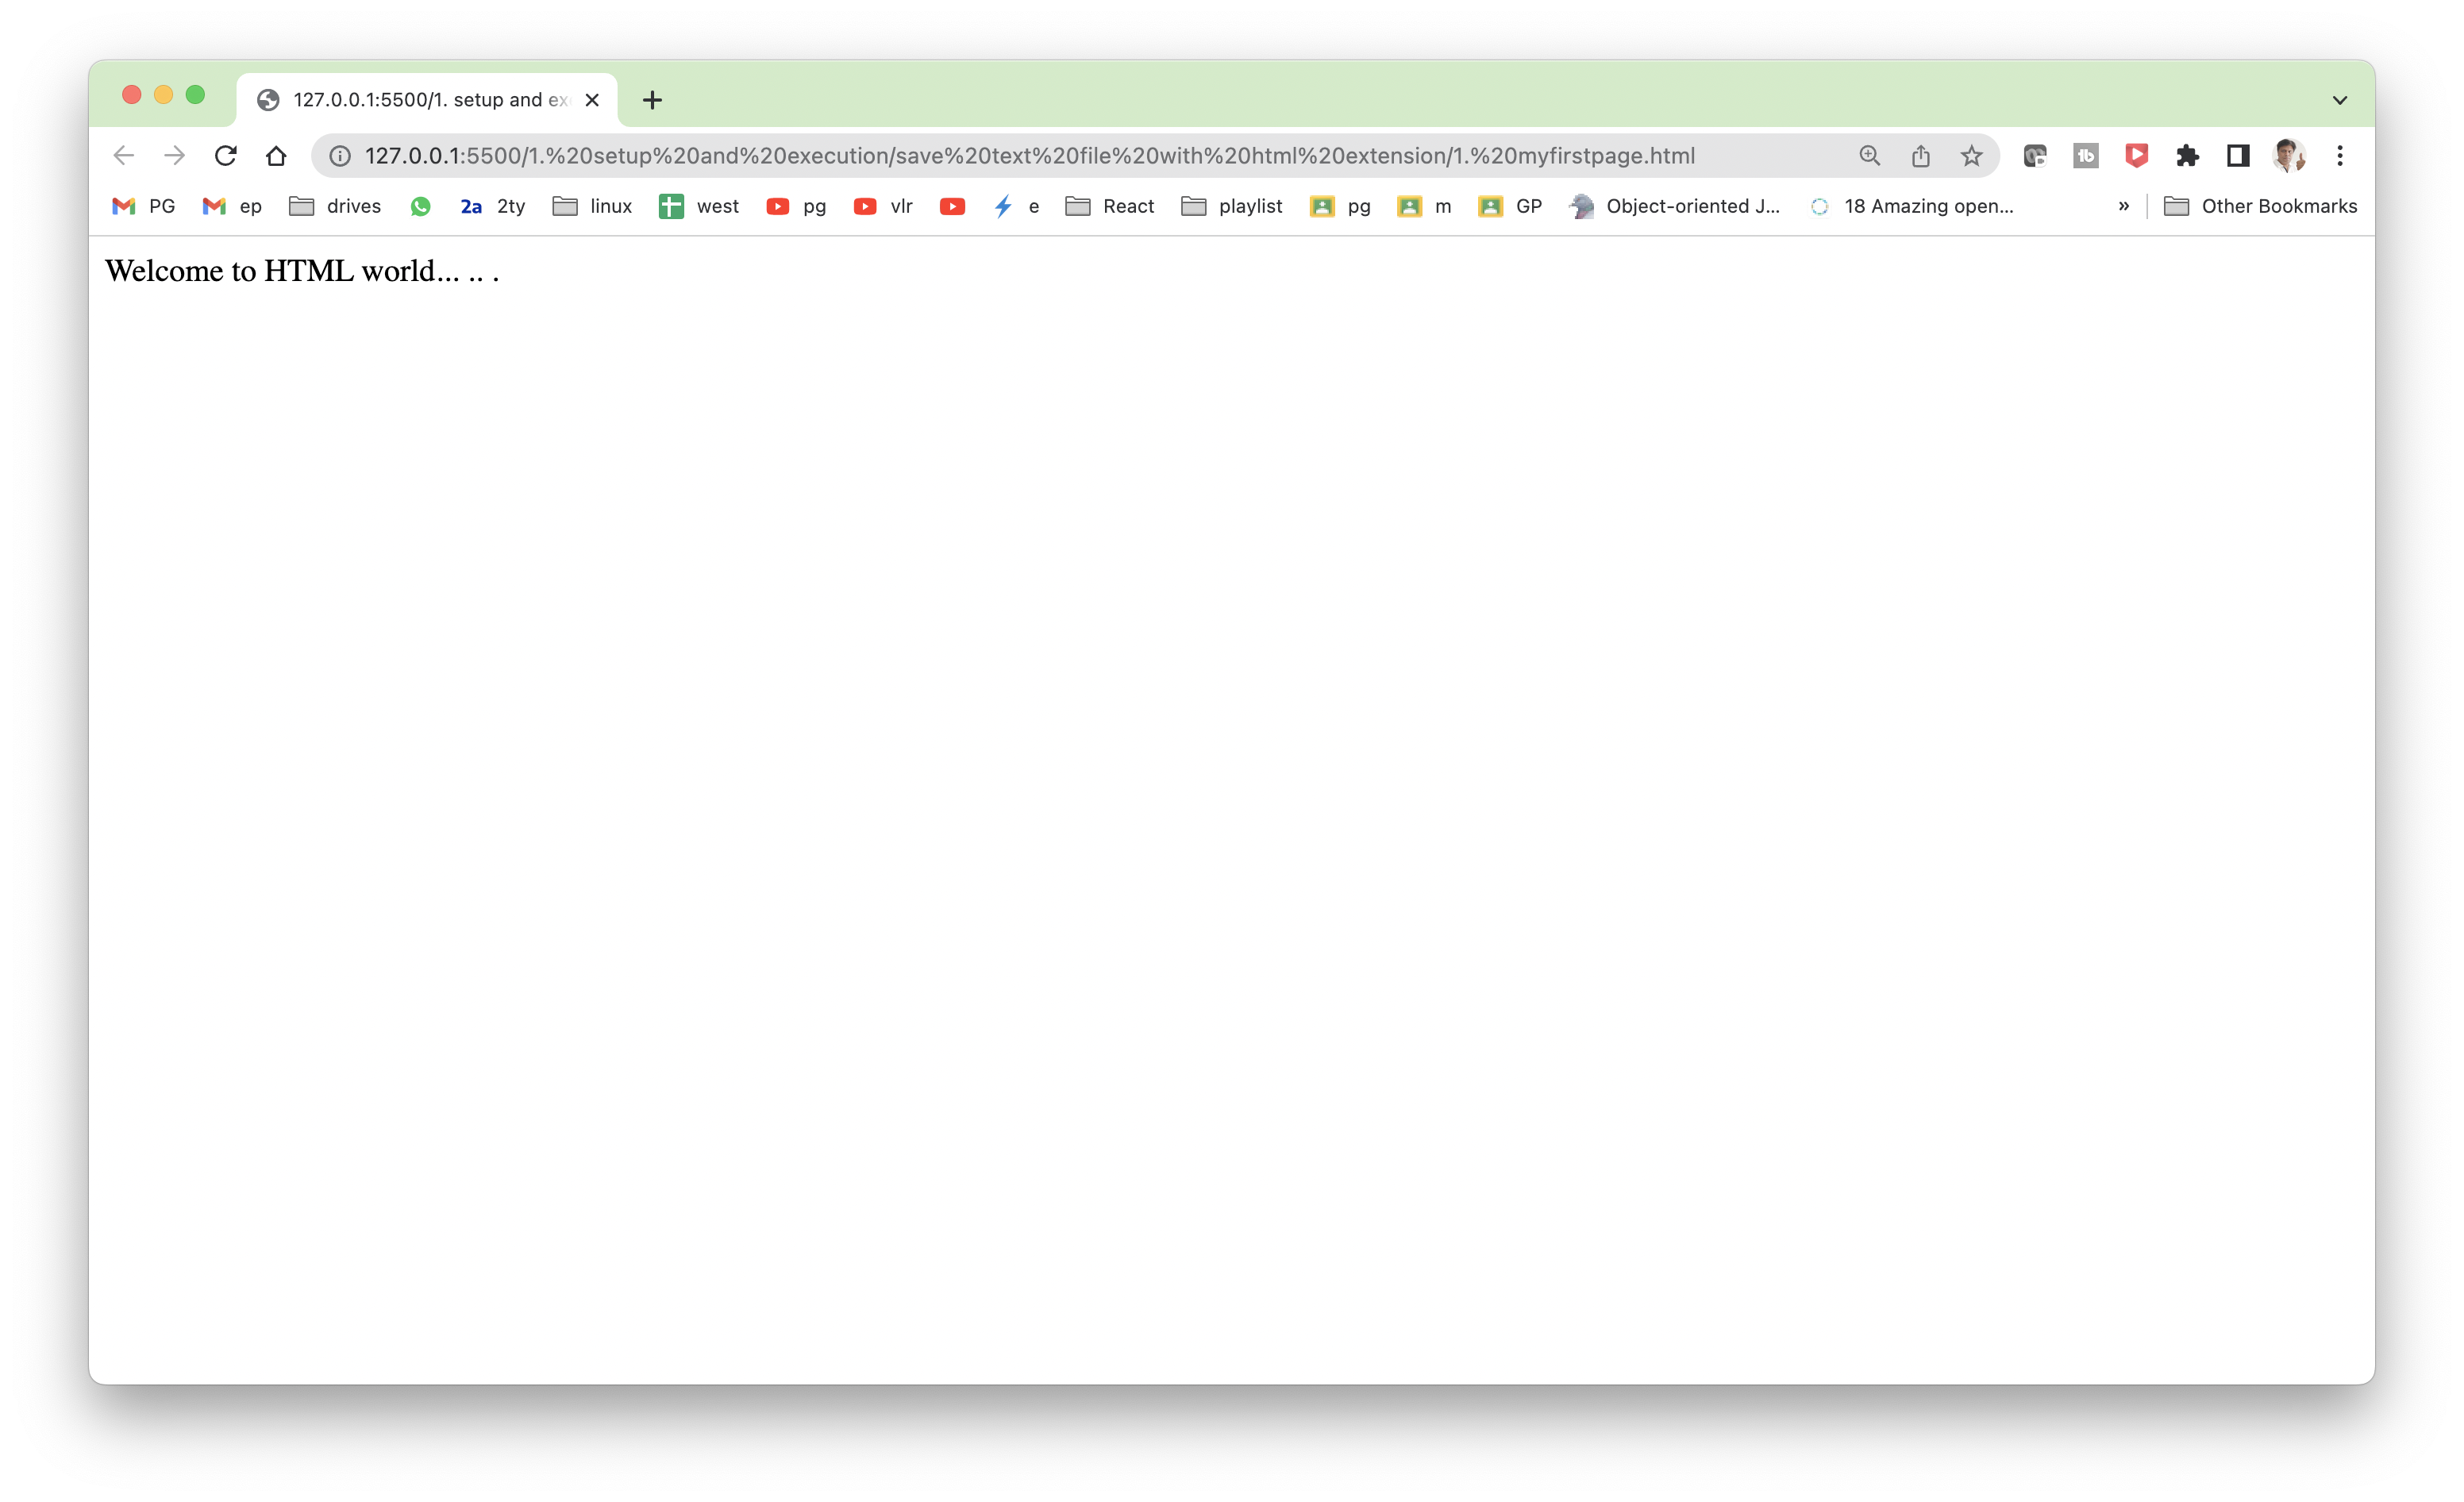 127.0.0.1:5500/1. setup and ex
127.0.0.1:5500/1.%20setup%20and%20execution/save%20text%20file%20with%20html%20extension/1.%20myfirstpage.html
PG ep drives 2a 2ty linux west pg vlr e React playlist pg m GP Object-oriented J... 18 Amazing open... » Other Bookmarks
Welcome to HTML world... .. .